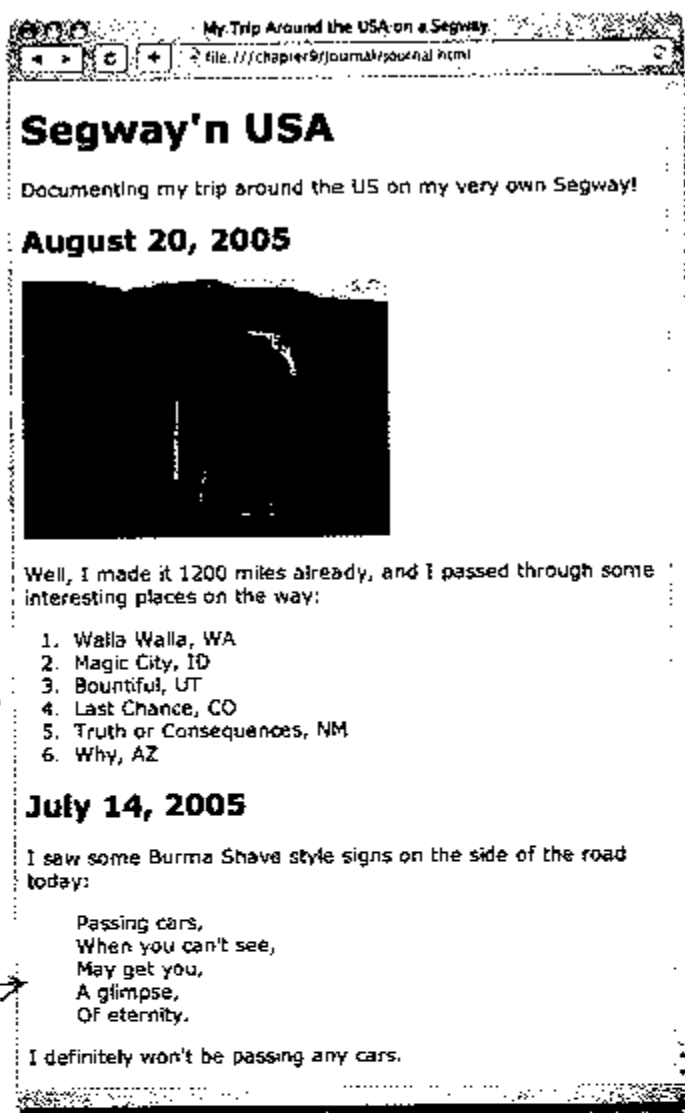 My Trip Around the USA on a Segway
file:///chapter9/journal/journal.html
Segway'n USA
Documenting my trip around the US on my very own Segway!
August 20, 2005
Well, I made it 1200 miles already, and I passed through some
interesting places on the way:
1. Walla Walla, WA
2. Magic City, ID
3. Bountiful, UT
4. Last Chance, CO
5. Truth or Consequences, NM
6. Why, AZ
July 14, 2005
I saw some Burma Shave style signs on the side of the road
today:
Passing cars,
When you can't see,
May get you,
A glimpse,
Of eternity.
I definitely won't be passing any cars.